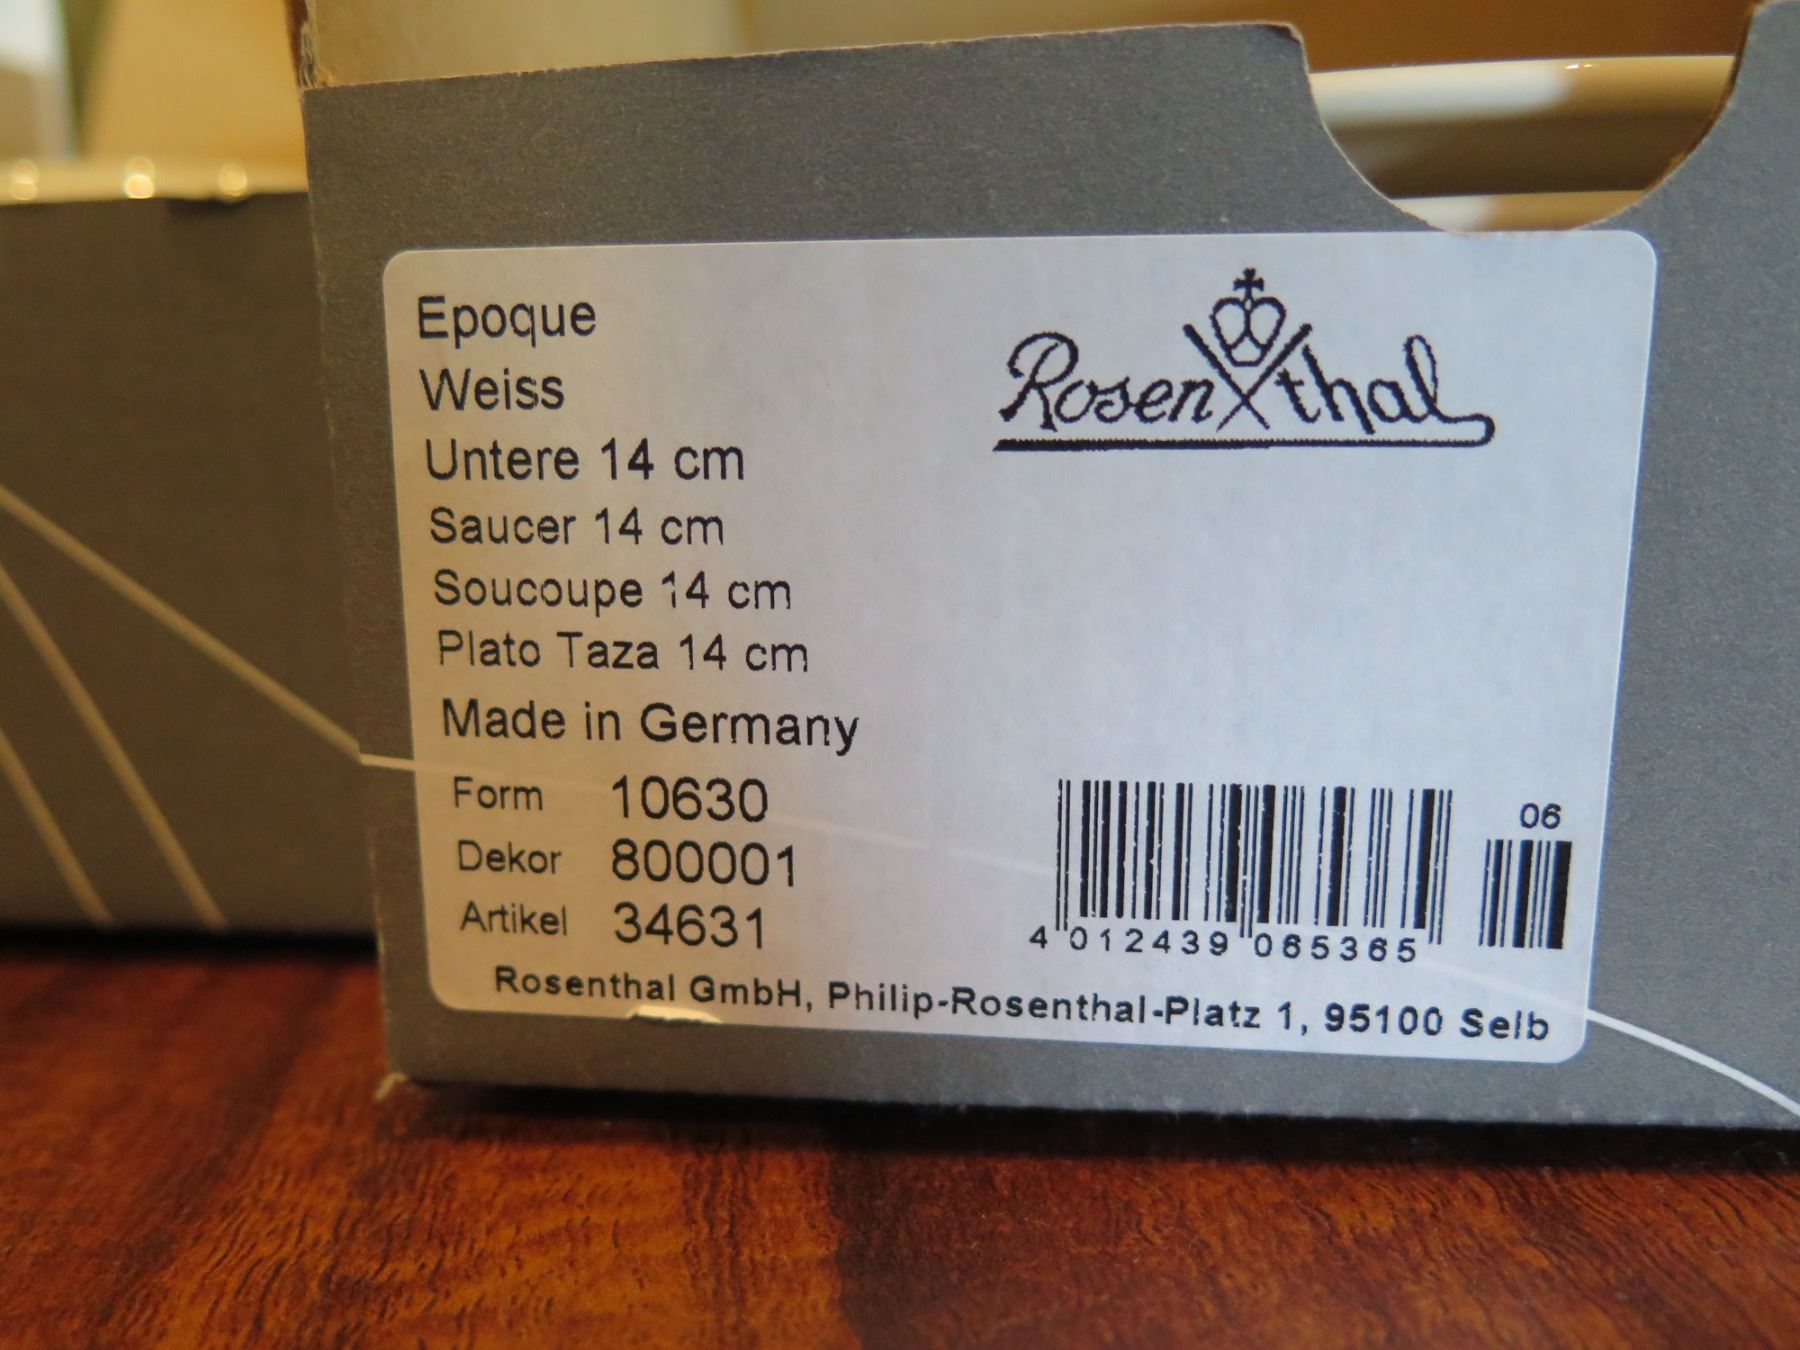 Epoque
Weiss
Untere 14 cm
Saucer 14 cm
Soucoupe 14 cm
Plato Taza 14 cm
Made in Germany
Form 10630
Dekor 800001
Artikel 34631
Rosenthal
06
4 012439 065365
Rosenthal GmbH, Philip-Rosenthal-Platz 1, 95100 Selb